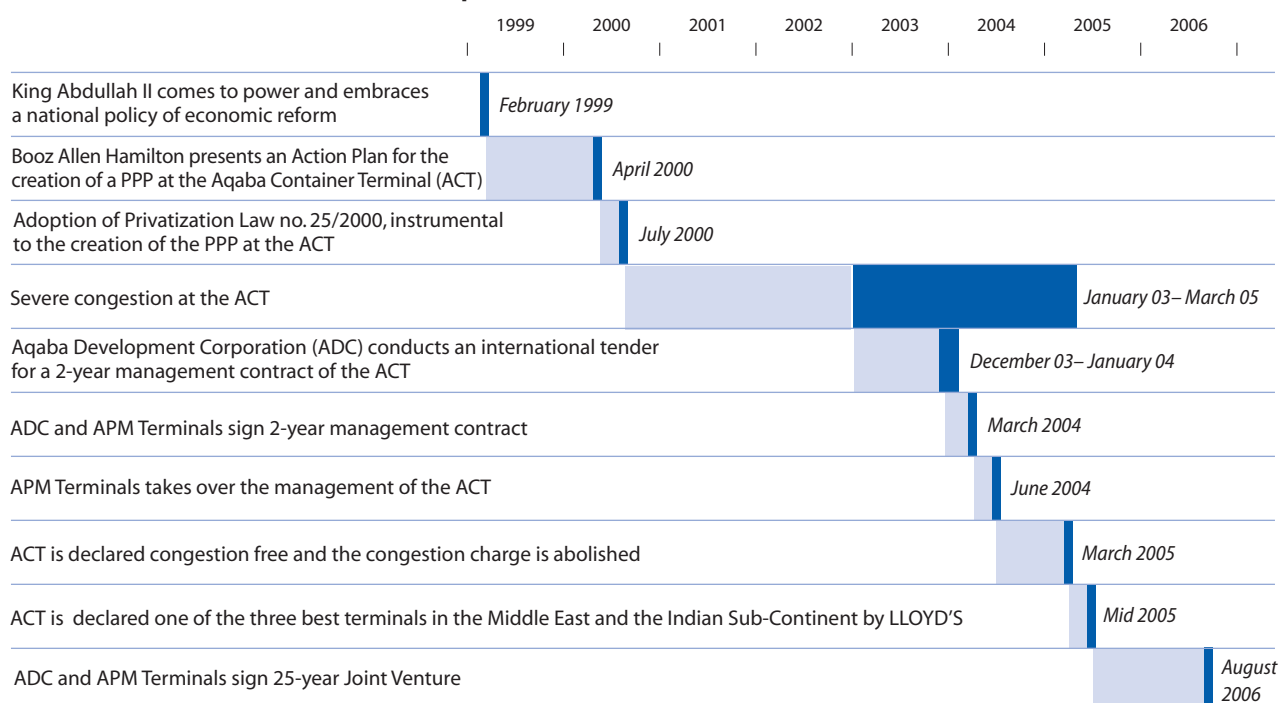 1999 2000 2001 2002 2003 2004 2005 2006
King Abdullah II comes to power and embraces
a national policy of economic reform
February 1999
Booz Allen Hamilton presents an Action Plan for the
creation of a PPP at the Aqaba Container Terminal (ACT)
April 2000
Adoption of Privatization Law no. 25/2000, instrumental
to the creation of the PPP at the ACT
July 2000
Severe congestion at the ACT
January 03– March 05
Aqaba Development Corporation (ADC) conducts an international tender
for a 2-year management contract of the ACT
December 03– January 04
ADC and APM Terminals sign 2-year management contract
March 2004
APM Terminals takes over the management of the ACT
June 2004
ACT is declared congestion free and the congestion charge is abolished
March 2005
ACT is declared one of the three best terminals in the Middle East and the Indian Sub-Continent by LLOYD'S
Mid 2005
ADC and APM Terminals sign 25-year Joint Venture
August
2006